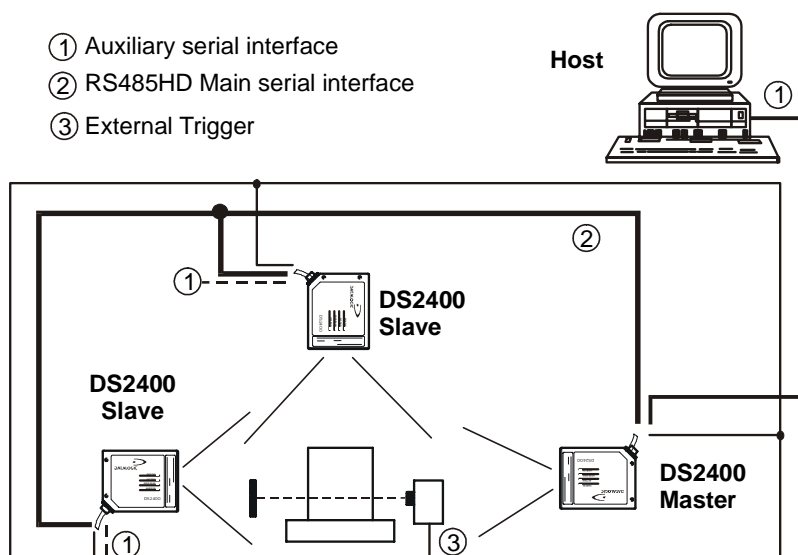 ① Auxiliary serial interface
② RS485HD Main serial interface
③ External Trigger
Host
①
②
①
DS2400
Slave
DS2400
Slave
DS2400
Master
①
③